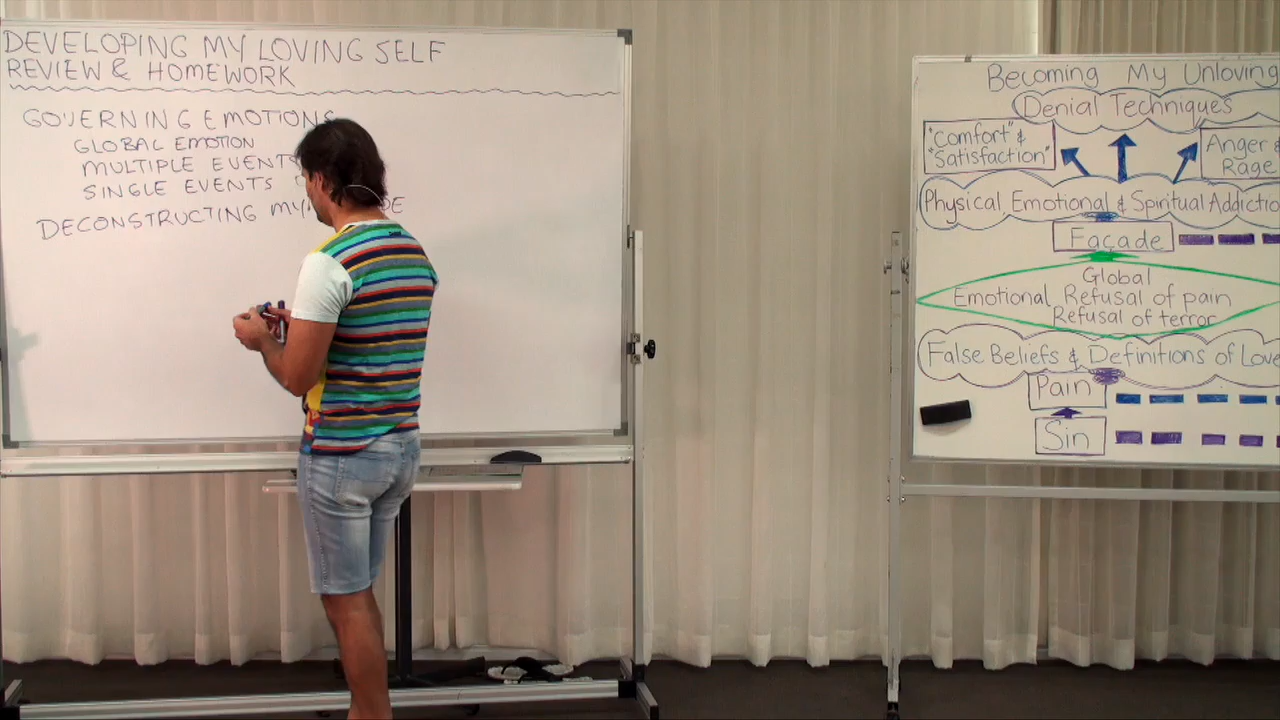 DEVELOPING MY LOVING SELF
REVIEW & HOMEWORK
GOVERNING EMOTIONS
GLOBAL EMOTION
MULTIPLE EVENTS
SINGLE EVENTS
DECONSTRUCTING MY
Becoming My Unloving
Denial Techniques
"Comfort" &
"Satisfaction"
Anger &
Rage
Physical Emotional & Spiritual Addictio
Façade
Global
Emotional Refusal of pain
Refusal of terror
False Beliefs & Definitions of Love
Pain
Sin